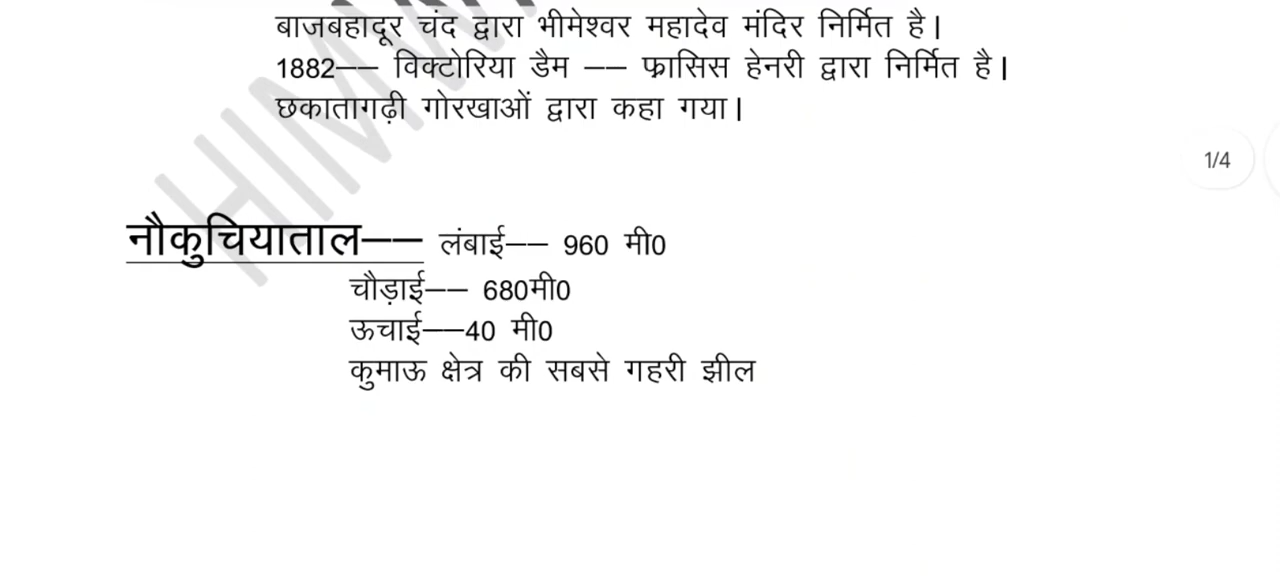 बाजबहादूर चंद द्वारा भीमेश्वर महादेव मंदिर निर्मित है।
1882–– विक्टोरिया डैम –– फ्रासिस हेनरी द्वारा निर्मित है।
छकातागढ़ी गोरखाओं द्वारा कहा गया।
1/4
नौकुचियाताल–– लंबाई–– 960 मी0
चौड़ाई–– 680मी0
ऊचाई––40 मी0
कुमाऊ क्षेत्र की सबसे गहरी झील